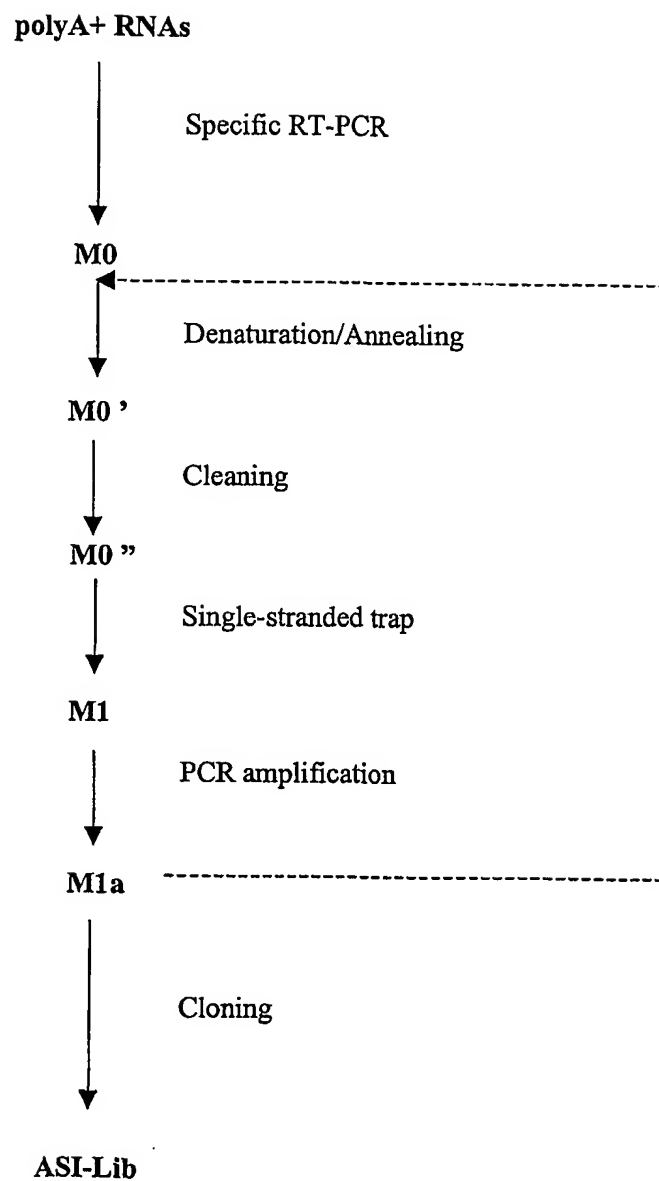 polyA+ RNAs
Specific RT-PCR
M0
Denaturation/Annealing
M0 ’
Cleaning
M0 ”
Single-stranded trap
M1
PCR amplification
M1a
Cloning
ASI-Lib